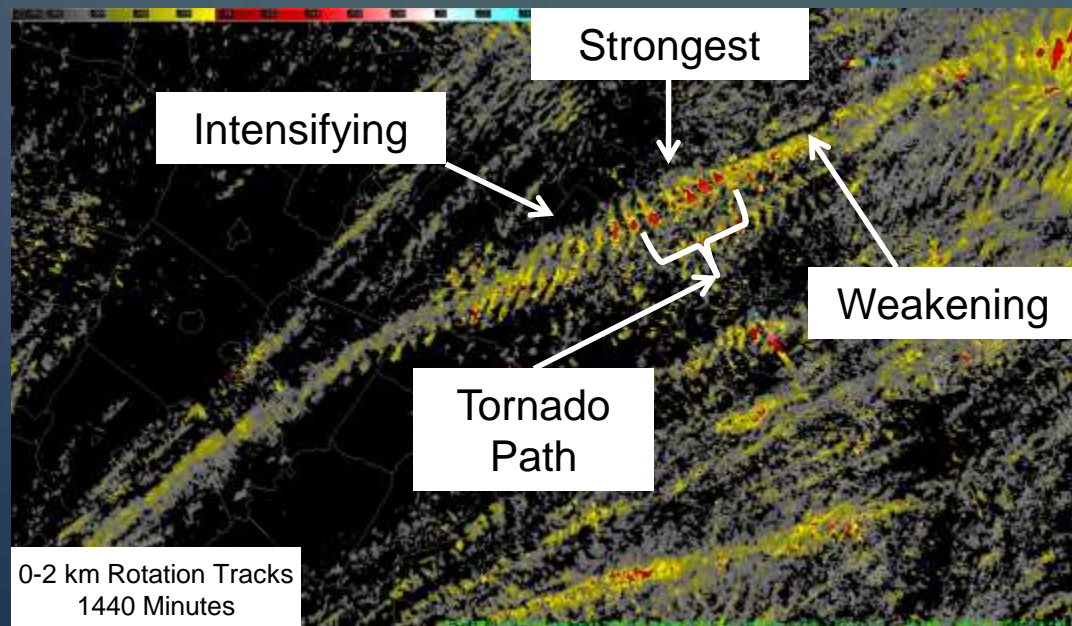 Strongest
Intensifying
Weakening
Tornado
Path
0-2 km Rotation Tracks
1440 Minutes